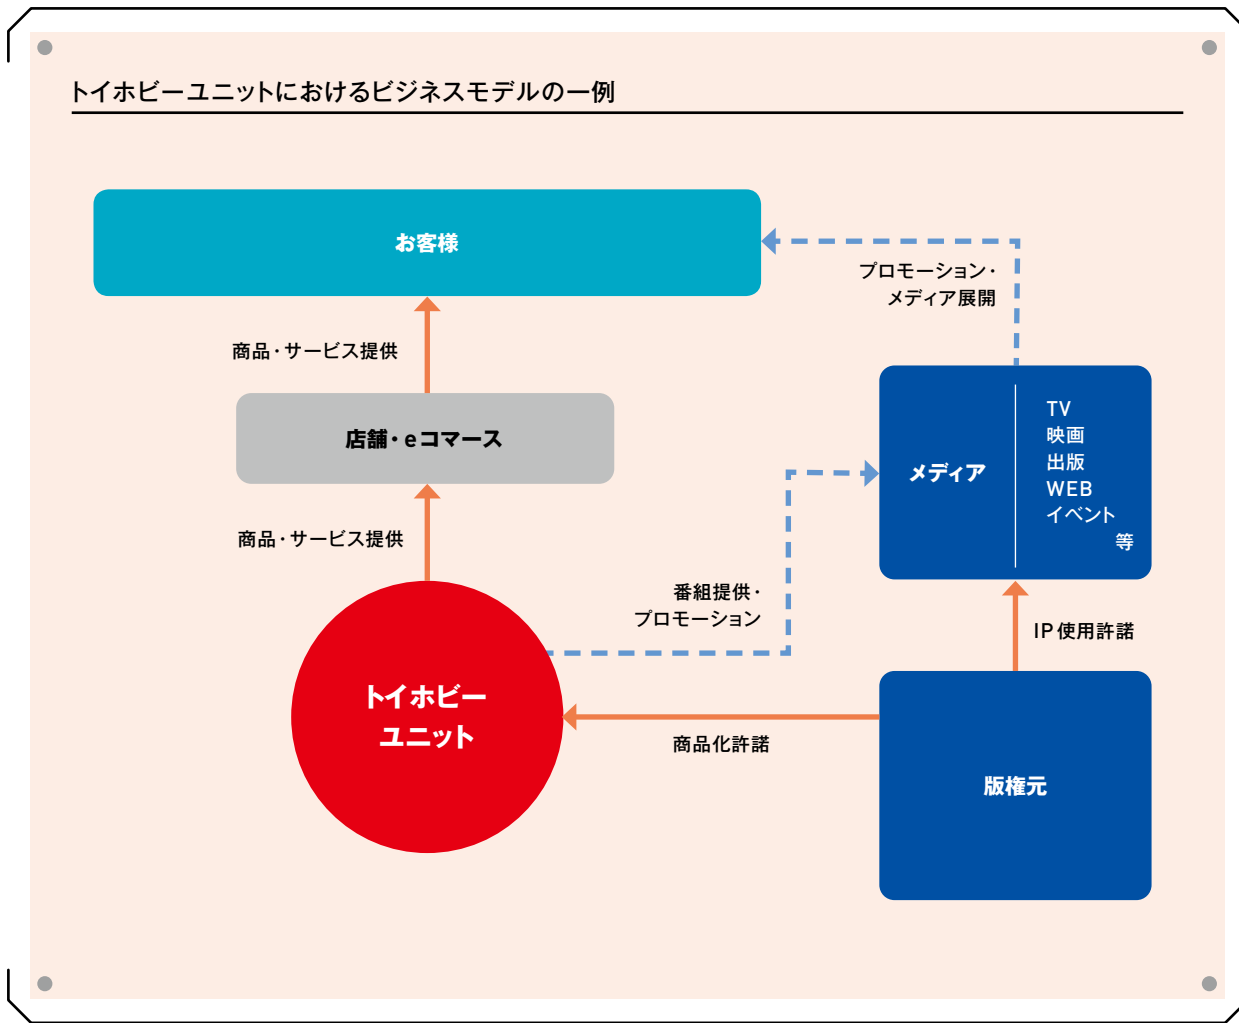 トイホビーユニットにおけるビジネスモデルの一例
お客様
プロモーション・
メディア展開
商品・サービス提供
店舗・eコマース
メディア
TV
映画
出版
WEB
イベント
等
商品・サービス提供
番組提供・
プロモーション
IP使用許諾
トイホビー
ユニット
商品化許諾
版権元